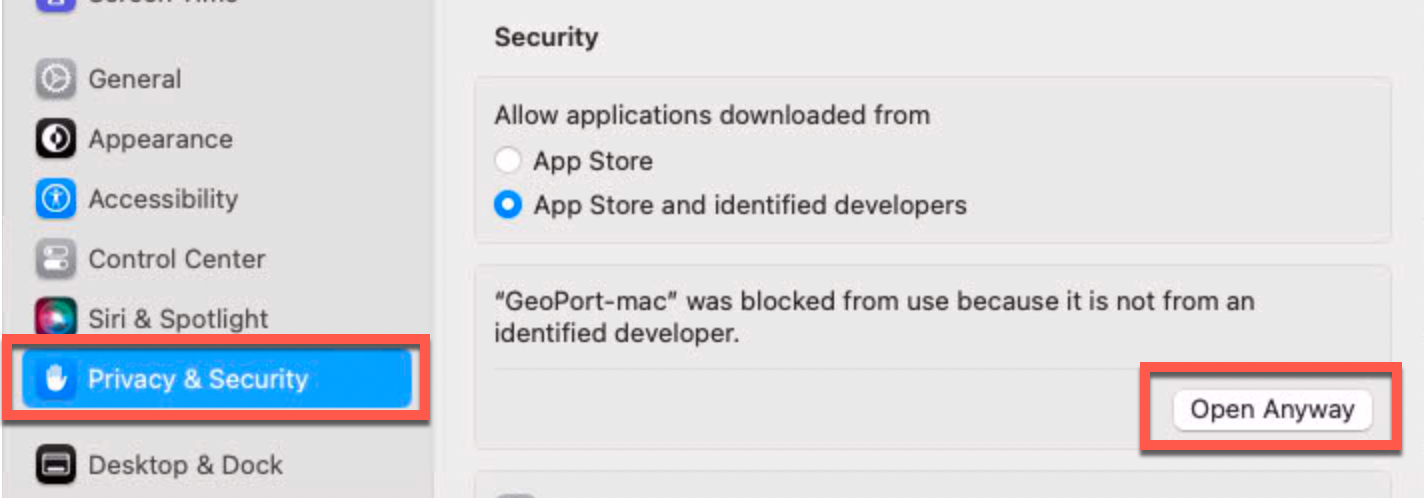 Screen Time
General
Appearance
Accessibility
Control Center
Siri & Spotlight
Privacy & Security
Desktop & Dock
Security
Allow applications downloaded from
App Store
App Store and identified developers
“GeoPort-mac” was blocked from use because it is not from an
identified developer.
Open Anyway